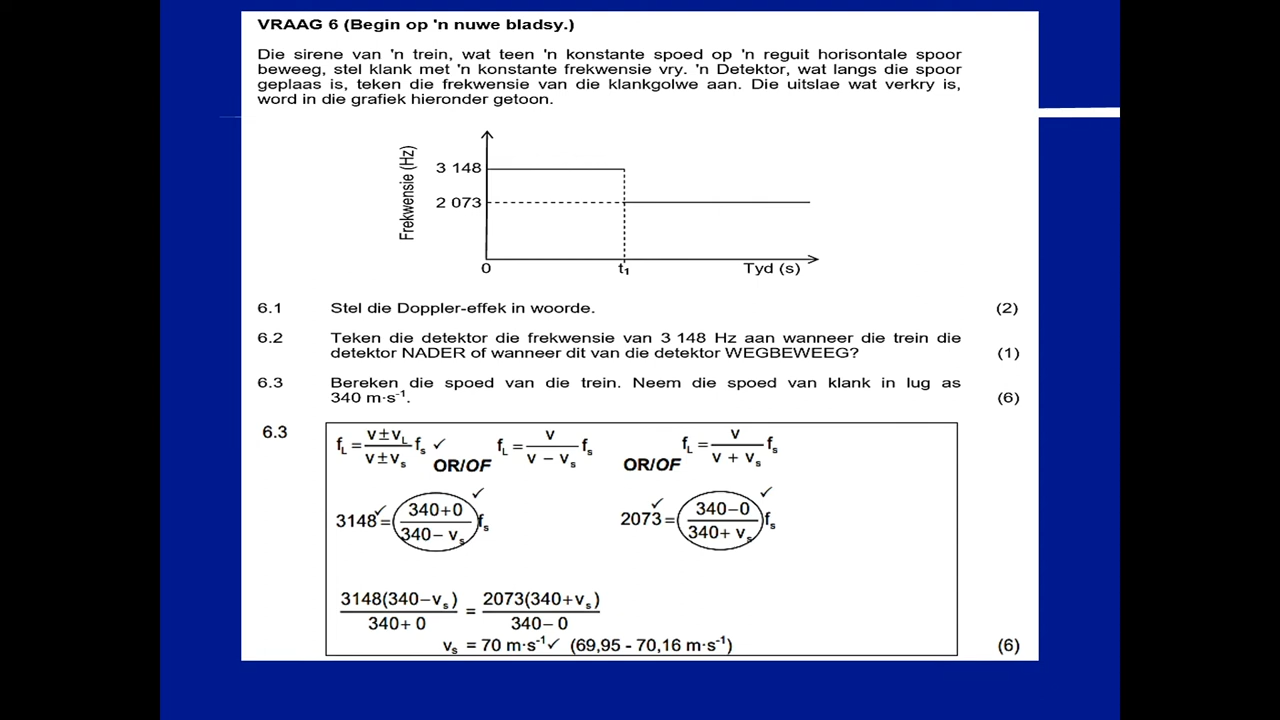 VRAAG 6 (Begin op 'n nuwe bladsy.)
Die sirene van 'n trein, wat teen 'n konstante spoed op 'n reguit horisontale spoor
beweeg, stel klank met 'n konstante frekwensie vry. 'n Detektor, wat langs die spoor
geplaas is, teken die frekwensie van die klankgolwe aan. Die uitslae wat verkry is,
word in die grafiek hieronder getoon.
Frekwensie (Hz)
3 148
2 073
0 t₁ Tyd (s)
6.1 Stel die Doppler-effek in woorde. (2)
6.2 Teken die detektor die frekwensie van 3 148 Hz aan wanneer die trein die
detektor NADER of wanneer dit van die detektor WEGBEWEEG? (1)
6.3 Bereken die spoed van die trein. Neem die spoed van klank in lug as
340 m·s⁻¹. (6)
6.3 f_L = (v ± v_L)/(v ± v_s) f_s ✓ OR/OF f_L = v/(v − v_s) f_s OR/OF f_L = v/(v + v_s) f_s
3148 ✓ = ((340+0)/(340− v_s)) ✓ f_s 2073 ✓ = ((340−0)/(340+ v_s)) ✓ f_s
3148(340−v_s)/(340+ 0) = 2073(340+v_s)/(340− 0)
v_s = 70 m·s⁻¹ ✓ (69,95 - 70,16 m·s⁻¹) (6)